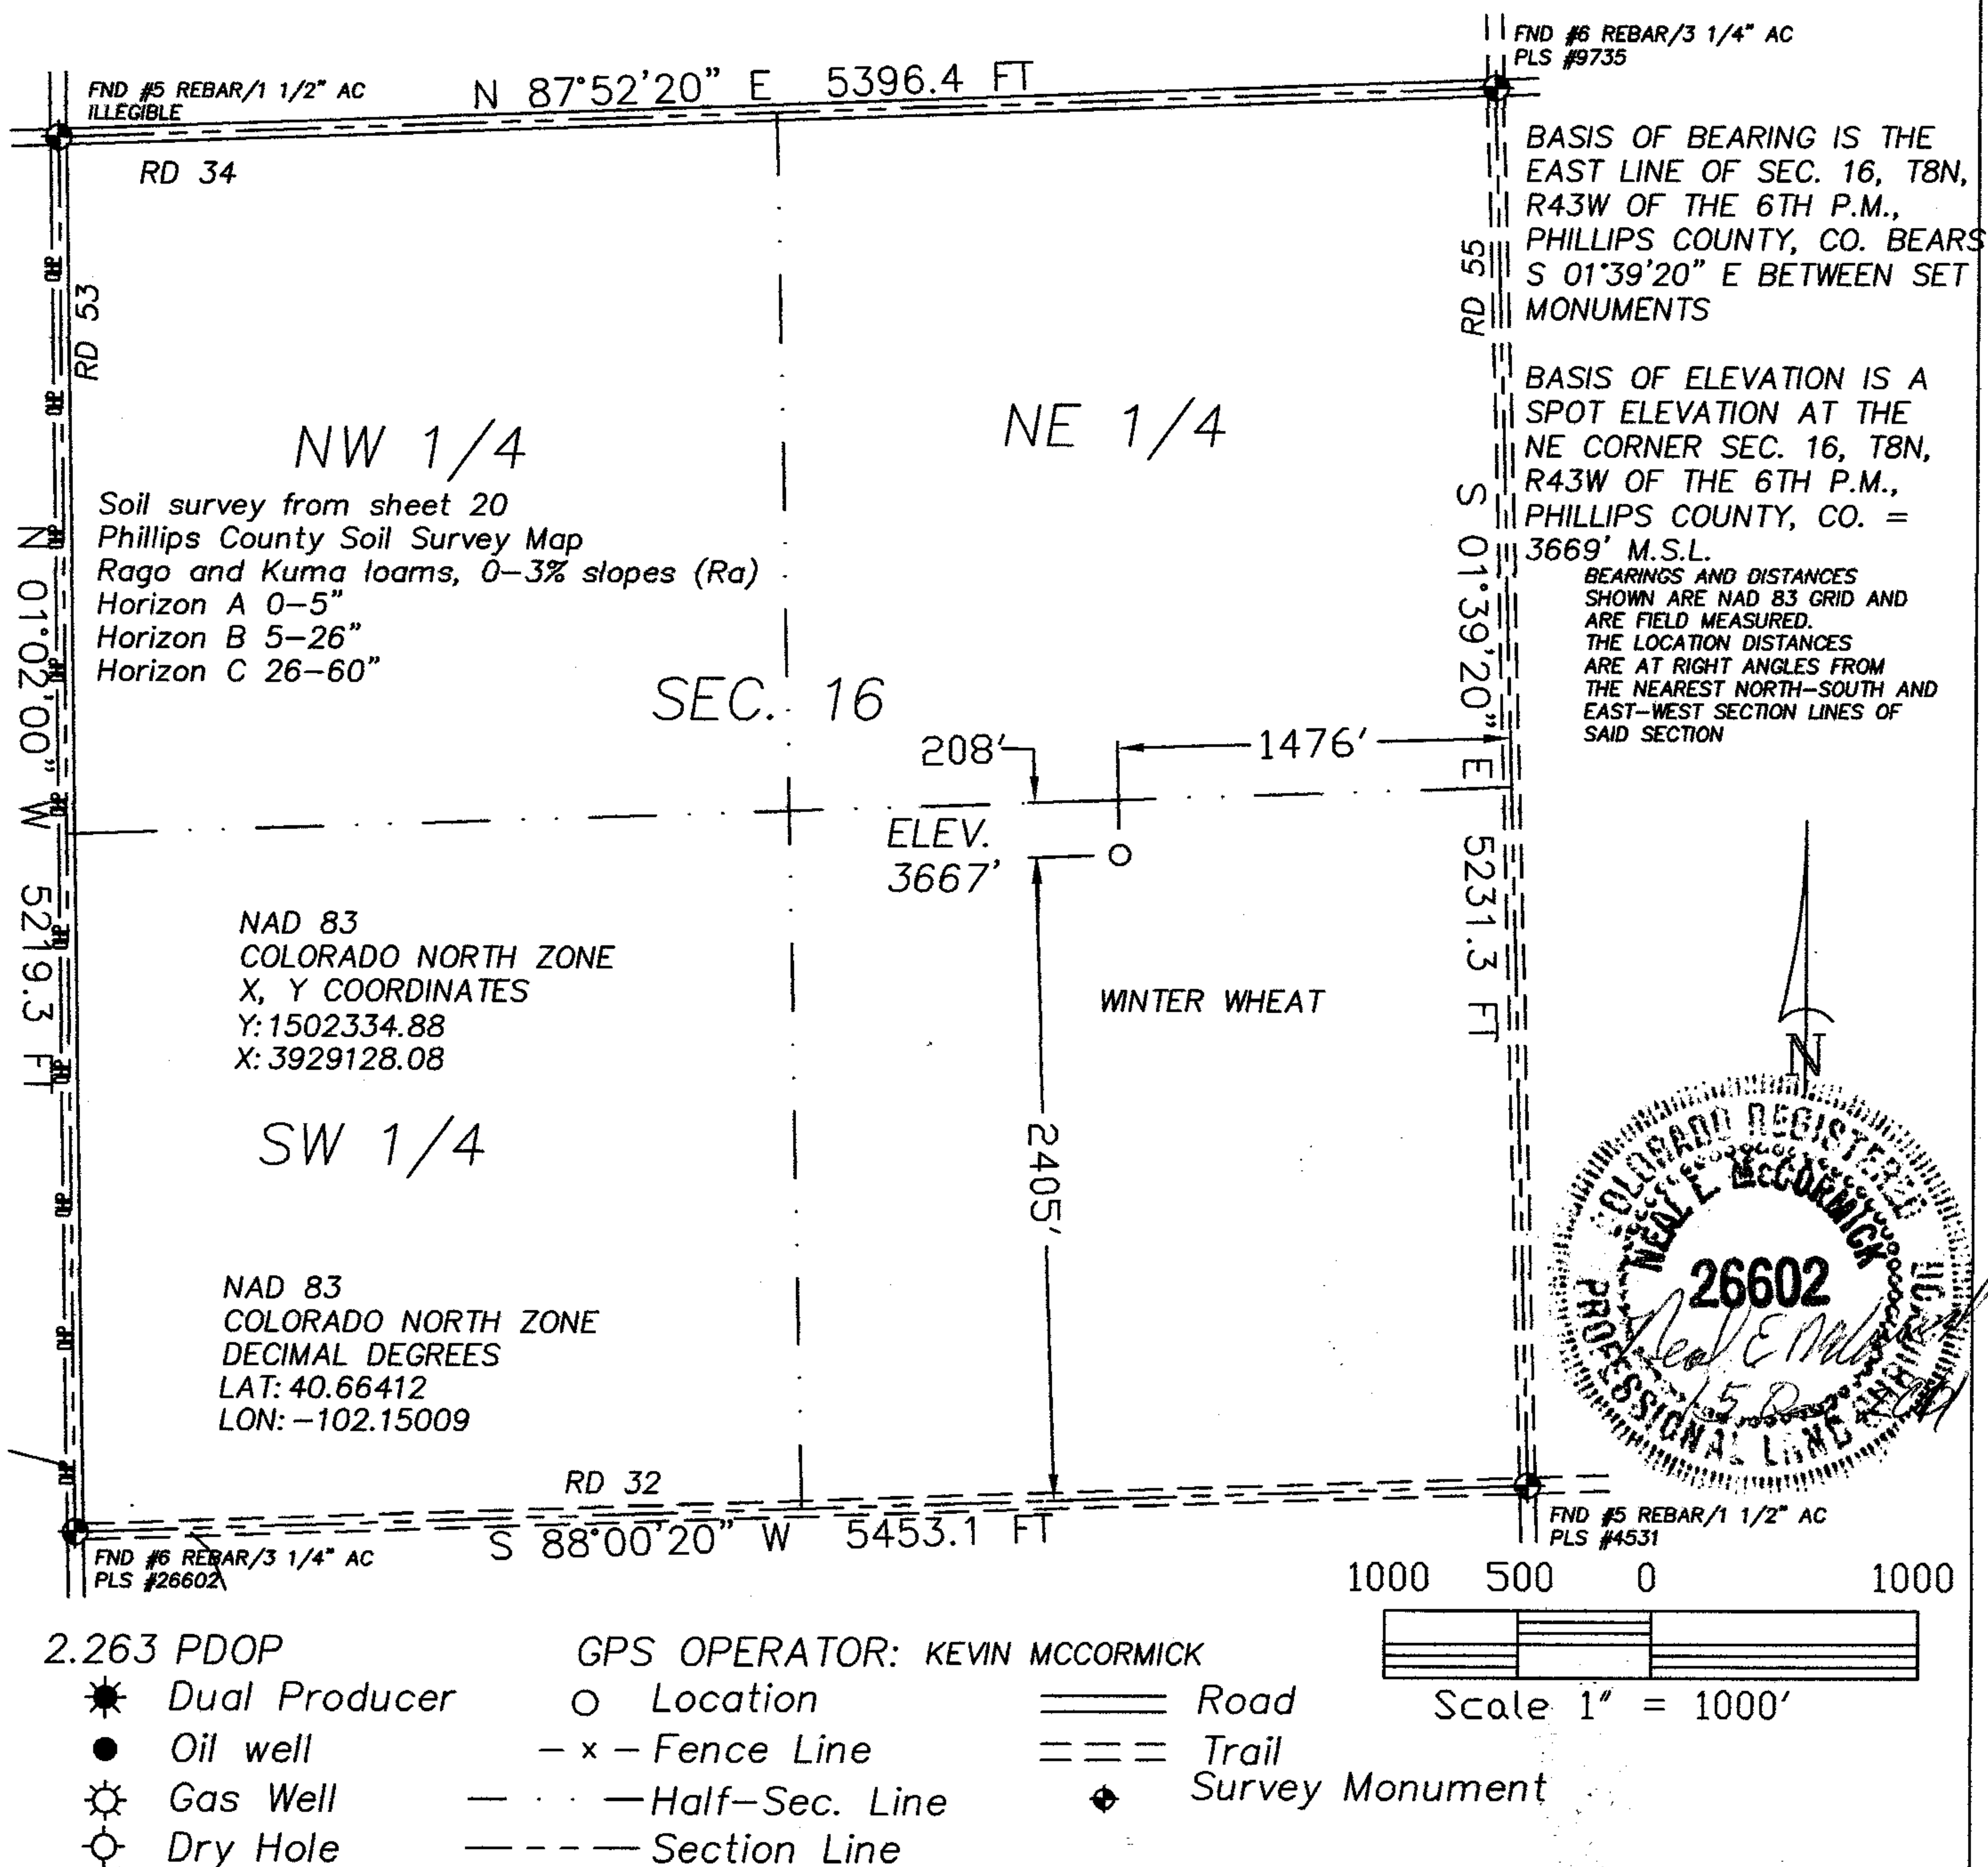 FND #6 REBAR/3 1/4" AC
PLS #9735
FND #5 REBAR/1 1/2" AC
ILLEGIBLE
N 87°52'20" E 5396.4 FT
RD 34
RD 53
RD 55
BASIS OF BEARING IS THE
EAST LINE OF SEC. 16, T8N,
R43W OF THE 6TH P.M.,
PHILLIPS COUNTY, CO. BEARS
S 01°39'20" E BETWEEN SET
MONUMENTS
BASIS OF ELEVATION IS A
SPOT ELEVATION AT THE
NE CORNER SEC. 16, T8N,
R43W OF THE 6TH P.M.,
PHILLIPS COUNTY, CO. =
3669' M.S.L.
BEARINGS AND DISTANCES
SHOWN ARE NAD 83 GRID AND
ARE FIELD MEASURED.
THE LOCATION DISTANCES
ARE AT RIGHT ANGLES FROM
THE NEAREST NORTH-SOUTH AND
EAST-WEST SECTION LINES OF
SAID SECTION
NW 1/4
NE 1/4
Soil survey from sheet 20
Phillips County Soil Survey Map
Rago and Kuma loams, 0-3% slopes (Ra)
Horizon A 0-5"
Horizon B 5-26"
Horizon C 26-60"
N 01°02'00" W 5219.3 FT
OHP
OHP
OHP
OHP
OHP
OHP
OHP
OHP
OHP
OHP
S 01°39'20" E 5231.3 FT
SEC. 16
208'
1476'
ELEV.
3667'
NAD 83
COLORADO NORTH ZONE
X, Y COORDINATES
Y: 1502334.88
X: 3929128.08
WINTER WHEAT
N
SW 1/4
2405'
NAD 83
COLORADO NORTH ZONE
DECIMAL DEGREES
LAT: 40.66412
LON: -102.15009
COLORADO REGISTERED
NEAL E. McCORMICK
26602
PROFESSIONAL LAND
Neal E
15
RD 32
S 88°00'20" W 5453.1 FT
FND #6 REBAR/3 1/4" AC
PLS #26602
FND #5 REBAR/1 1/2" AC
PLS #4531
1000 500 0 1000
Scale 1" = 1000'
2.263 PDOP
GPS OPERATOR: KEVIN MCCORMICK
Dual Producer
Location
Road
Oil well
Fence Line
Trail
Gas Well
Half-Sec. Line
Survey Monument
Dry Hole
Section Line